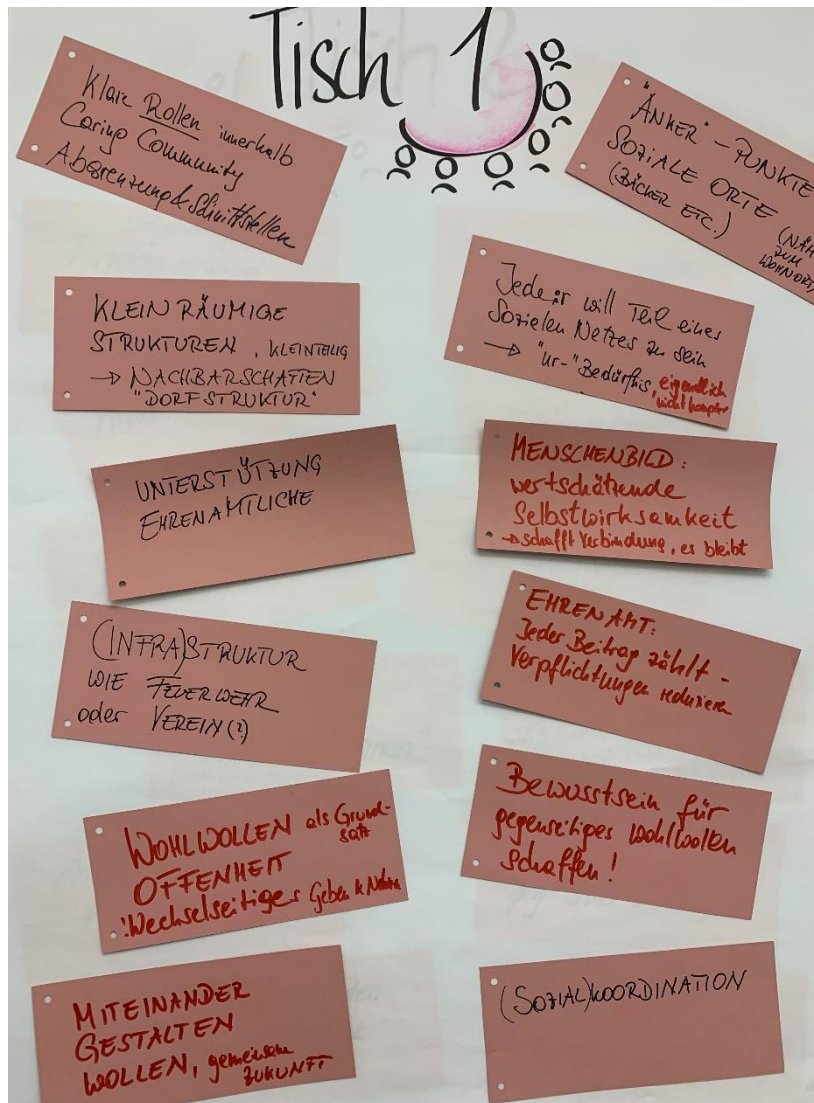 Tisch 1
Klare Rollen innerhalb
Caring Community
Abgrenzung & Schnittstellen
"ANKER" - PUNKTE
SOZIALE ORTE
(BÄCKER ETC.)
ZUM
WOHNORT)
KLEINRÄUMIGE
STRUKTUREN, KLEINTEILIG
→ NACHBARSCHAFTEN
"DORFSTRUKTUR"
Jede:r will Teil eines
Sozialen Netzes zu sein
→ "ur-" Bedürfnis, eigentlich
nicht
UNTERSTÜTZUNG
EHRENAMTLICHE
MENSCHENBILD:
wertschätzende
Selbstwirksamkeit
→ schafft Verbindung, es bleibt
(INFRA)STRUKTUR
WIE FEUERWEHR
oder VEREIN(?)
EHRENAMT:
Jeder Beitrag zählt -
Verpflichtungen reduzieren
WOHLWOLLEN als Grund-
satz
OFFENHEIT
Wechselseitiges Geben &
Bewusstsein für
gegenseitiges Wohlwollen
schaffen!
MITEINANDER
GESTALTEN
WOLLEN, gemeinsame
ZUKUNFT
(SOZIAL)KOORDINATION